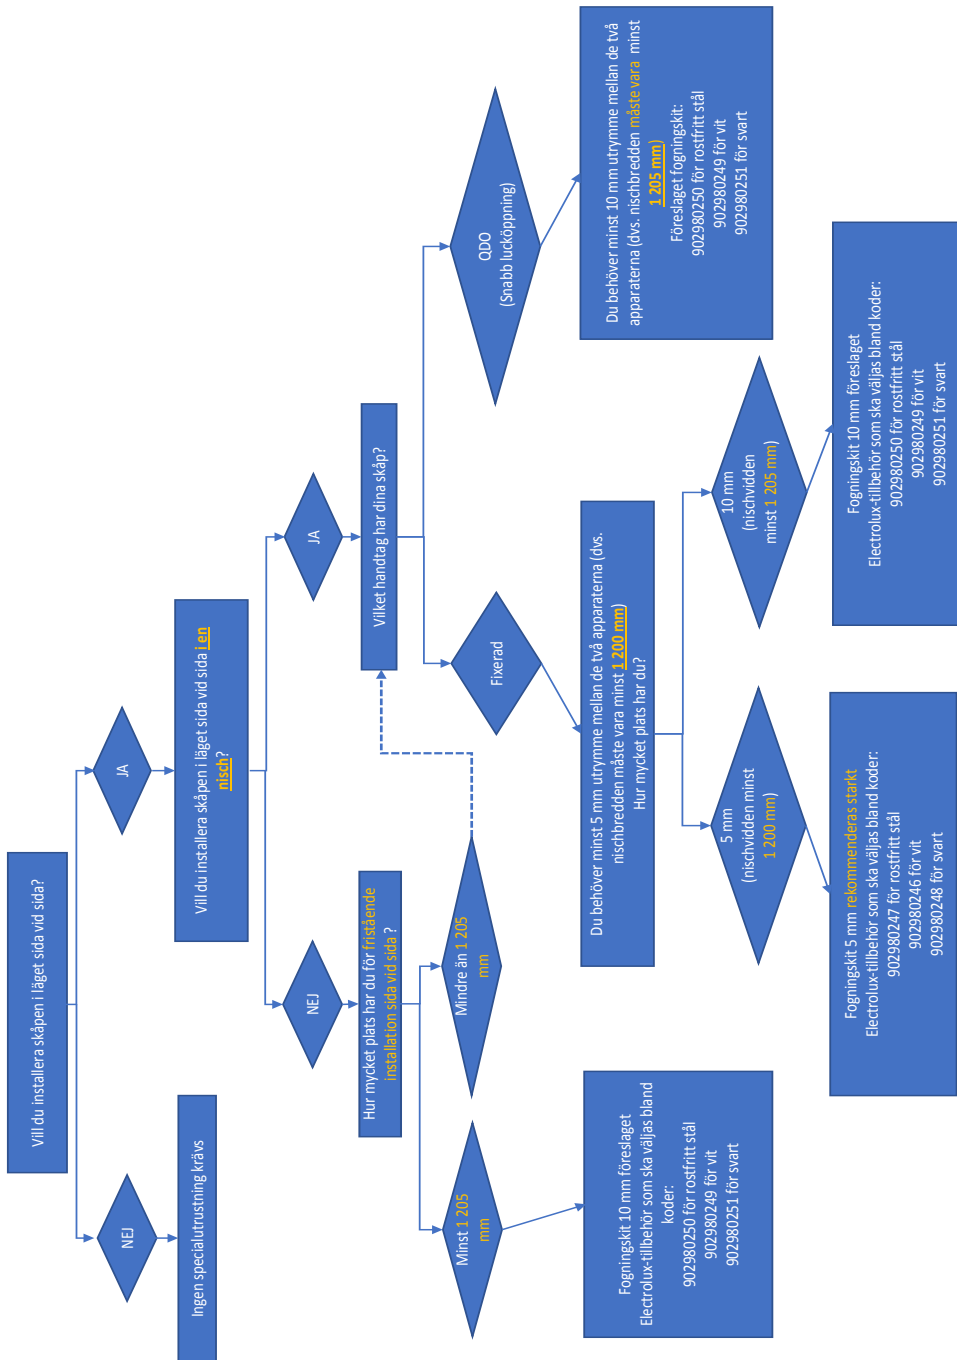 Vill du installera skåpen i läget sida vid sida?
NEJ
Ingen specialutrustning krävs
JA
Vill du installera skåpen i läget sida vid sida i en
nisch?
NEJ
Hur mycket plats har du för fristående
installation sida vid sida ?
Minst 1 205
mm
Fogningskit 10 mm föreslaget
Electrolux-tillbehör som ska väljas bland
koder:
902980250 för rostfritt stål
902980249 för vit
902980251 för svart
Mindre än 1 205
mm
JA
Vilket handtag har dina skåp?
Fixerad
Du behöver minst 5 mm utrymme mellan de två apparaterna (dvs.
nischbredden måste vara minst 1 200 mm)
Hur mycket plats har du?
5 mm
(nischvidden minst
1 200 mm)
Fogningskit 5 mm rekommenderas starkt
Electrolux-tillbehör som ska väljas bland koder:
902980247 för rostfritt stål
902980246 för vit
902980248 för svart
10 mm
(nischvidden
minst 1 205 mm)
Fogningskit 10 mm föreslaget
Electrolux-tillbehör som ska väljas bland koder:
902980250 för rostfritt stål
902980249 för vit
902980251 för svart
QDO
(Snabb lucköppning)
Du behöver minst 10 mm utrymme mellan de två
apparaterna (dvs. nischbredden måste vara minst
1 205 mm)
Föreslaget fogningskit:
902980250 för rostfritt stål
902980249 för vit
902980251 för svart